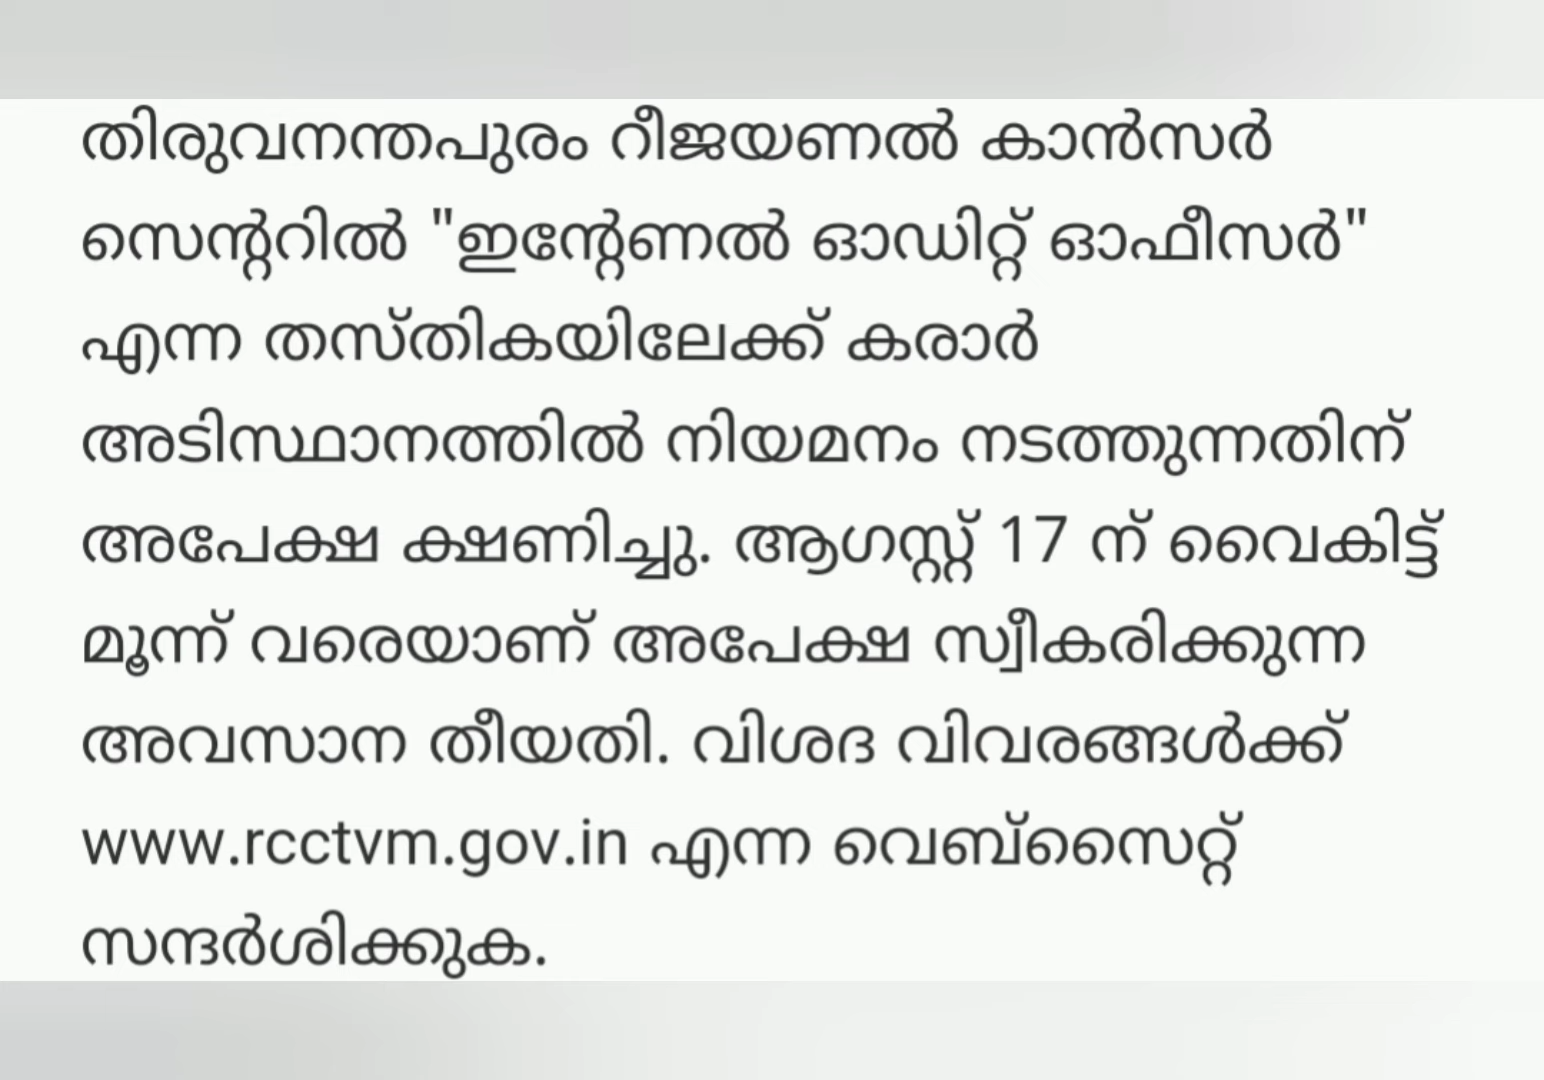 തിരുവനന്തപുരം റീജയണൽ കാൻസർ
സെന്ററിൽ "ഇന്റേണൽ ഓഡിറ്റ് ഓഫീസർ"
എന്ന തസ്തികയിലേക്ക് കരാർ
അടിസ്ഥാനത്തിൽ നിയമനം നടത്തുന്നതിന്
അപേക്ഷ ക്ഷണിച്ചു. ആഗസ്റ്റ് 17 ന് വൈകിട്ട്
മൂന്ന് വരെയാണ് അപേക്ഷ സ്വീകരിക്കുന്ന
അവസാന തീയതി. വിശദ വിവരങ്ങൾക്ക്
www.rcctvm.gov.in എന്ന വെബ്സൈറ്റ്
സന്ദർശിക്കുക.